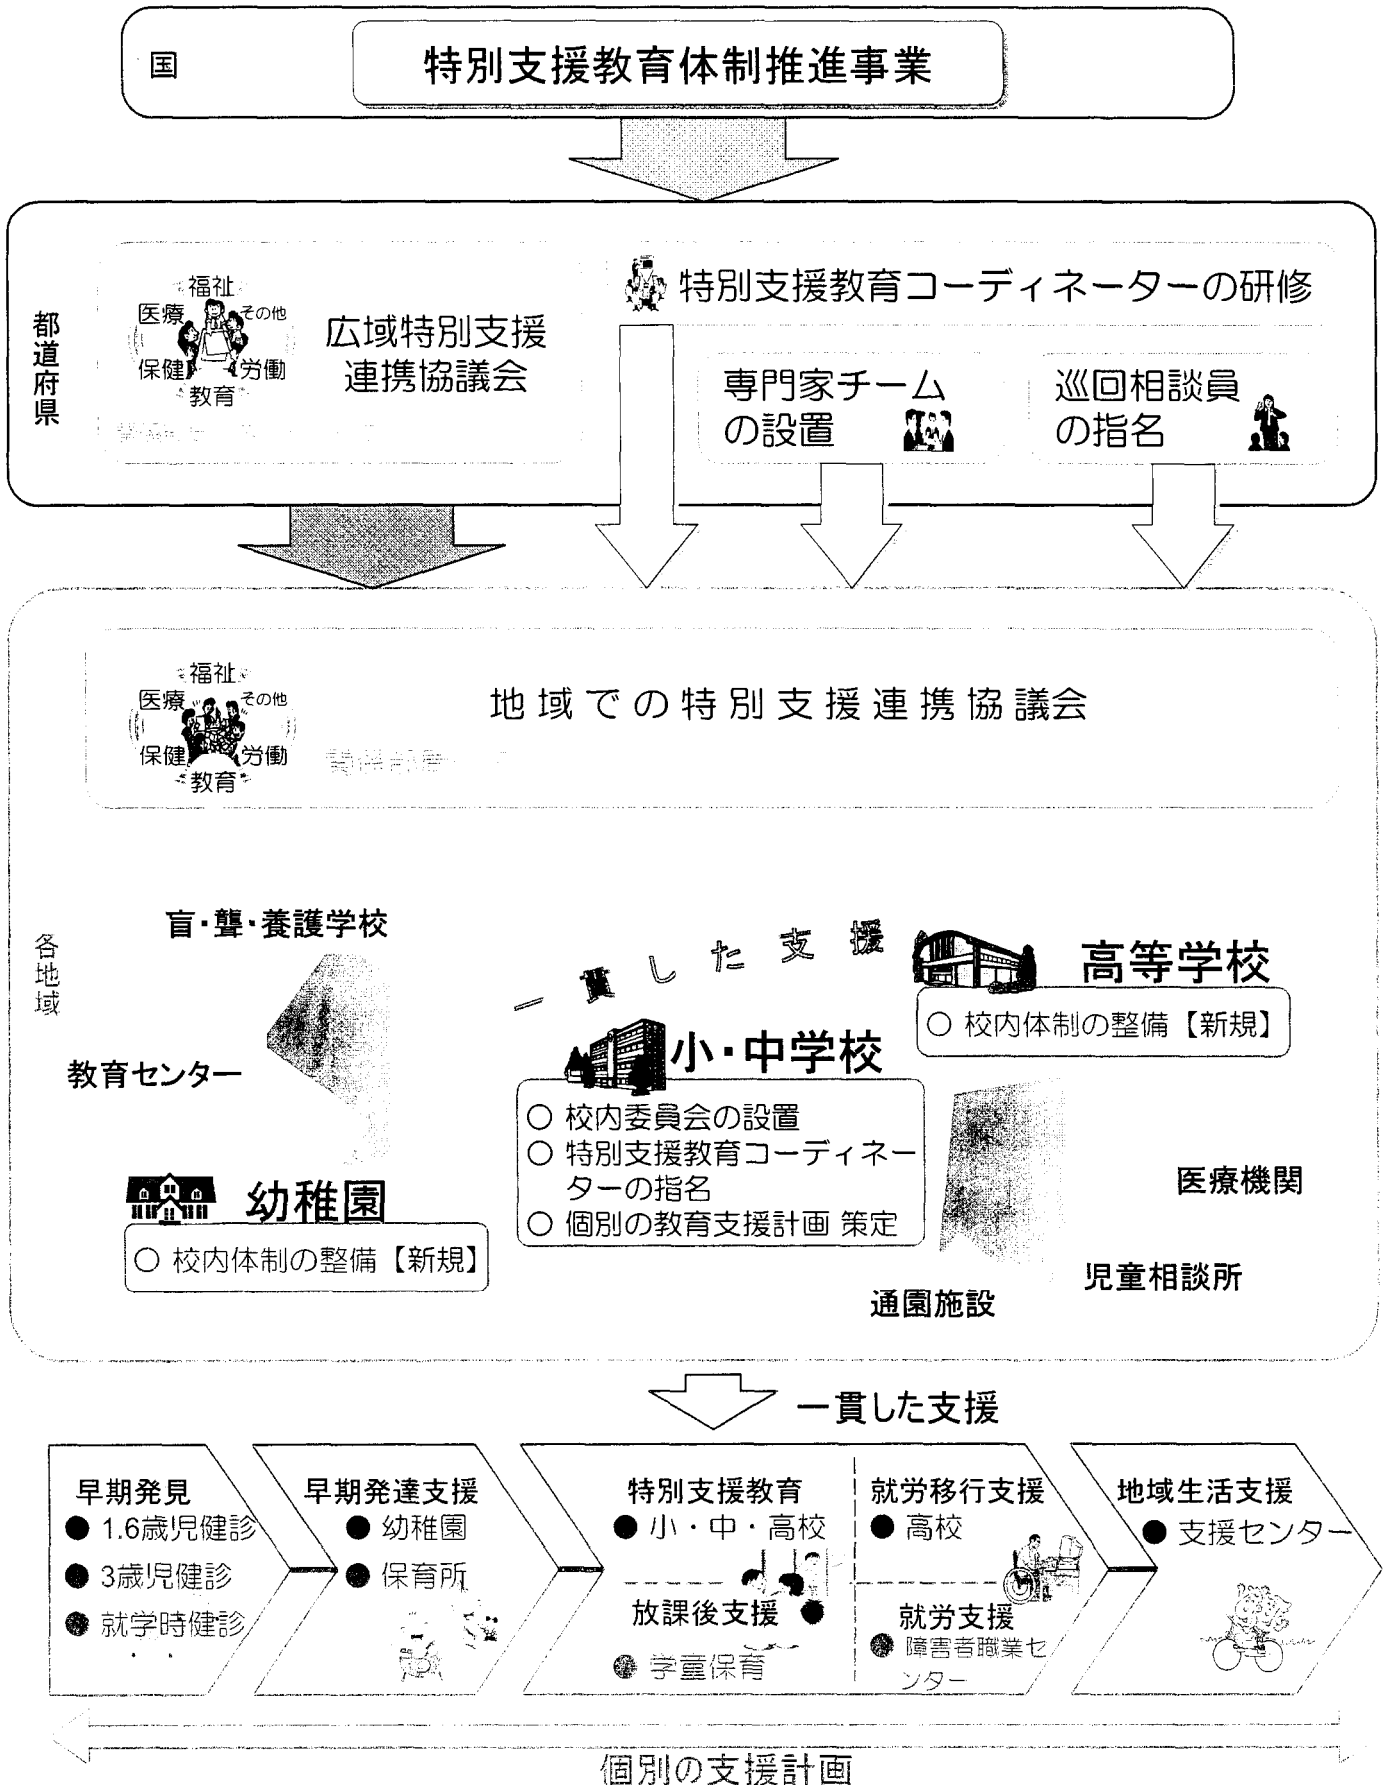 国
特別支援教育体制推進事業
都道府県
福祉
医療
その他
保健
労働
教育
広域特別支援
連携協議会
特別支援教育コーディネーターの研修
専門家チーム
の設置
巡回相談員
の指名
福祉
医療
その他
保健
労働
教育
地域での特別支援連携協議会
関係部局
各地域
盲・聾・養護学校
教育センター
一貫した支援
高等学校
○ 校内体制の整備【新規】
小・中学校
○ 校内委員会の設置
○ 特別支援教育コーディネー
ターの指名
○ 個別の教育支援計画 策定
幼稚園
○ 校内体制の整備【新規】
医療機関
児童相談所
通園施設
一貫した支援
早期発見
● 1.6歳児健診
● 3歳児健診
● 就学時健診
早期発達支援
● 幼稚園
● 保育所
特別支援教育
● 小・中・高校
放課後支援 ●
● 学童保育
就労移行支援
● 高校
就労支援
● 障害者職業セ
ンター
地域生活支援
● 支援センター
個別の支援計画